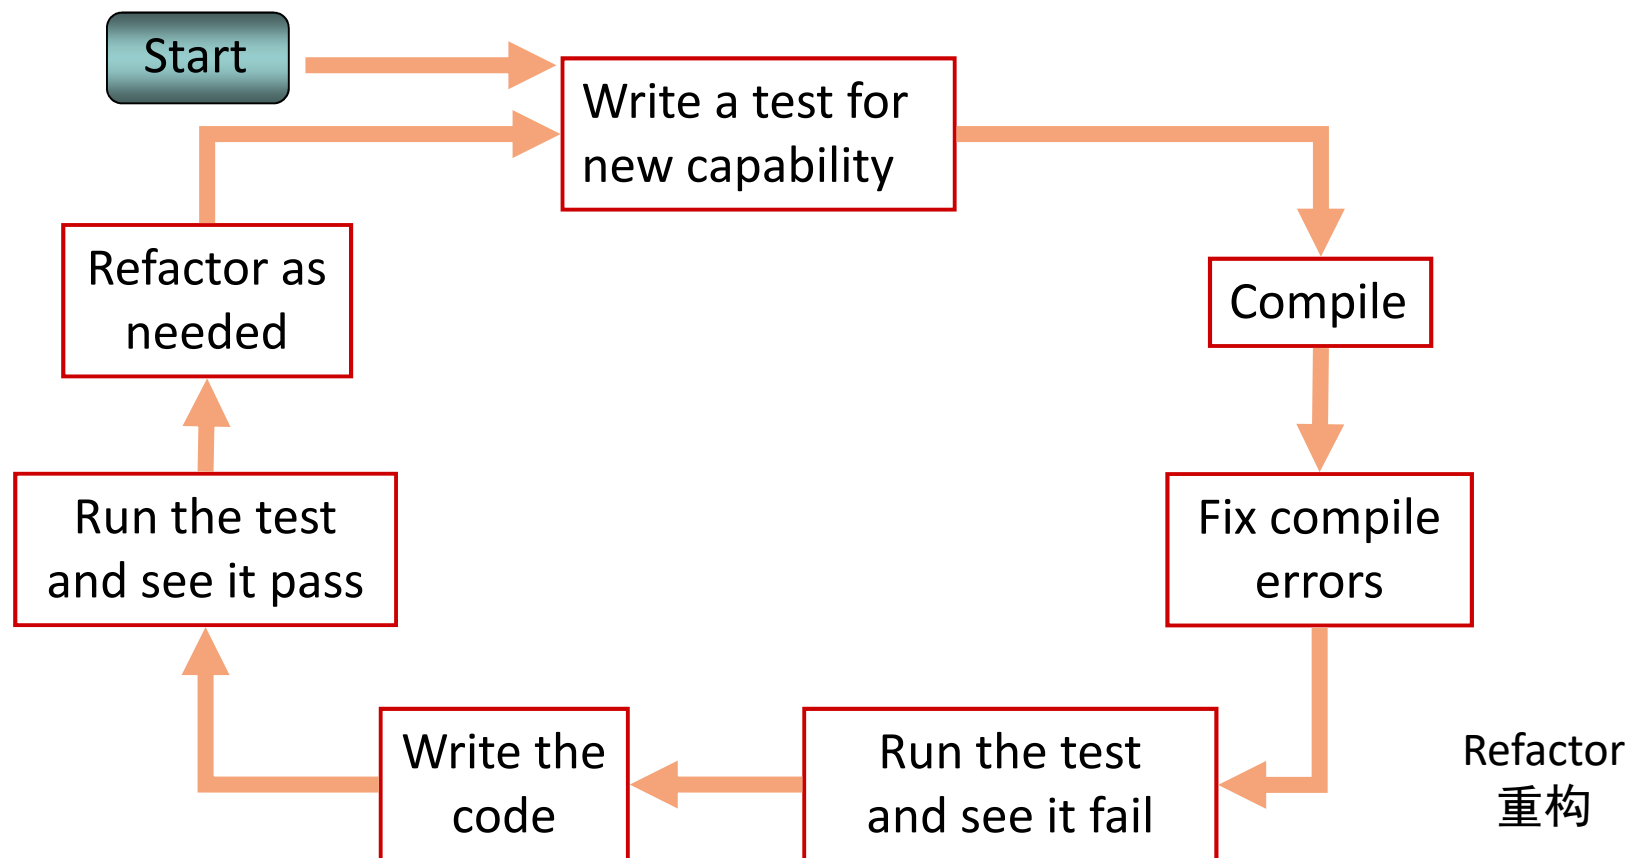 Start
Write a test for
new capability
Compile
Fix compile
errors
Run the test
and see it fail
Write the
code
Run the test
and see it pass
Refactor as
needed
Refactor
重构